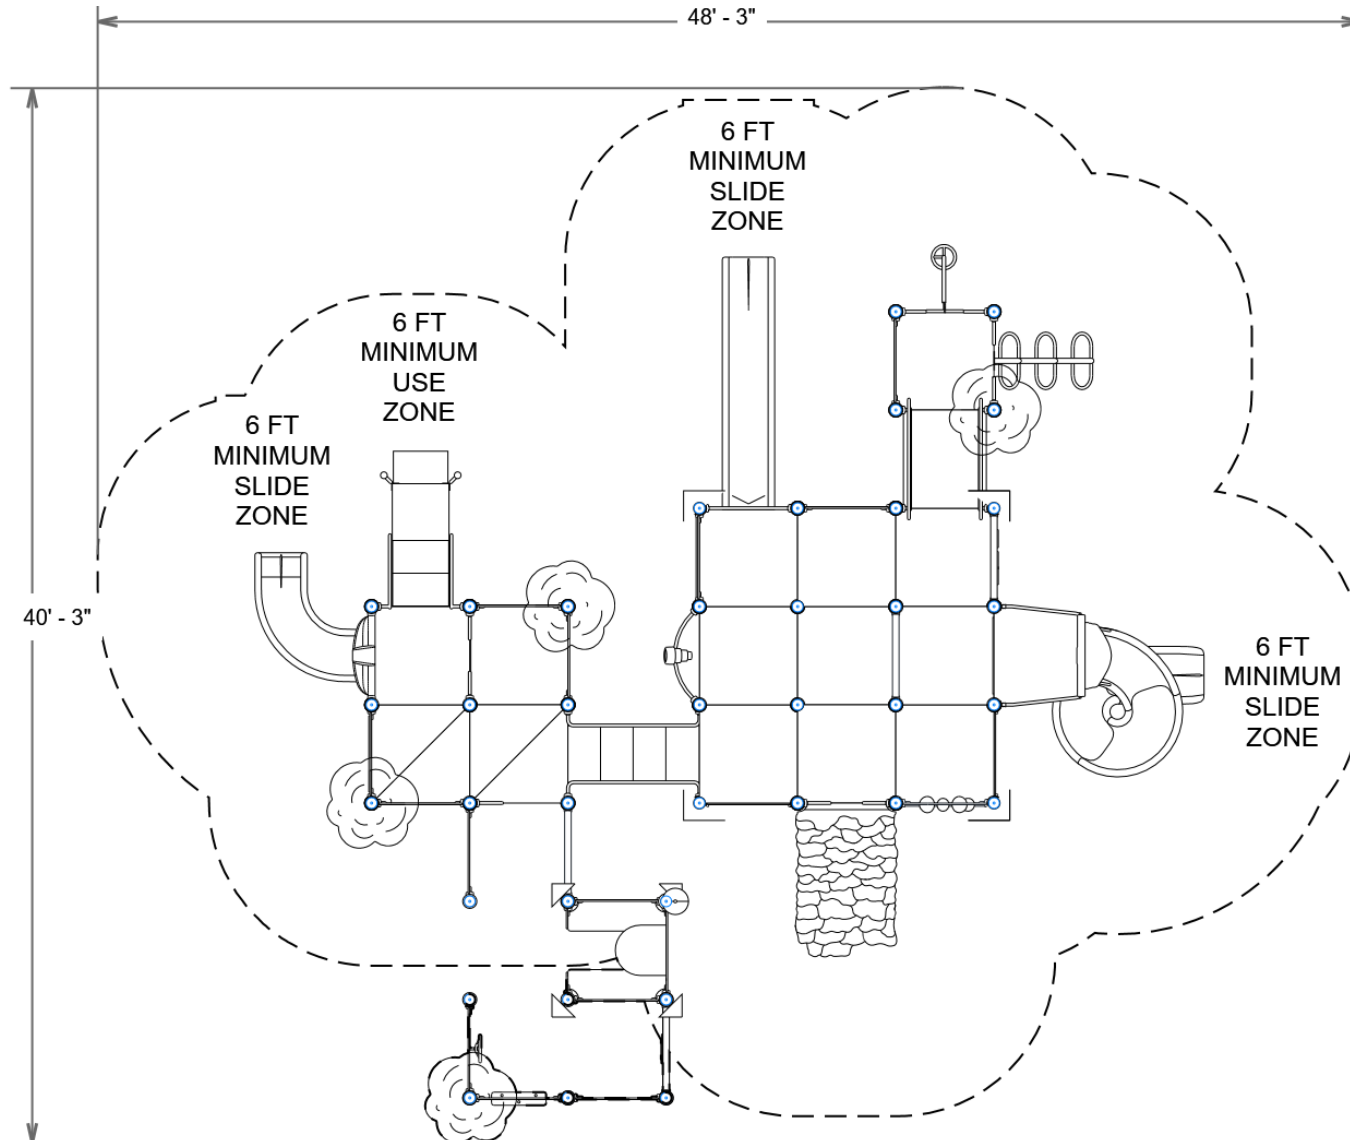 48' - 3"
6 FT
MINIMUM
SLIDE
ZONE
6 FT
MINIMUM
USE
ZONE
6 FT
MINIMUM
SLIDE
ZONE
40' - 3"
6 FT
MINIMUM
SLIDE
ZONE